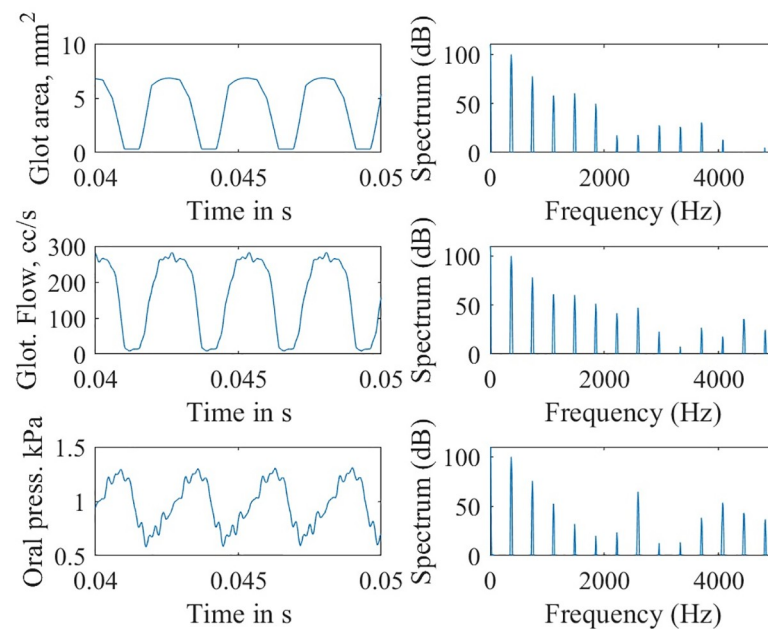 Glot area, mm2
10
5
0
0.04 0.045 0.05
Time in s
Spectrum (dB)
100
50
0
0 2000 4000
Frequency (Hz)
Glot. Flow, cc/s
300
200
100
0
0.04 0.045 0.05
Time in s
Spectrum (dB)
100
50
0
0 2000 4000
Frequency (Hz)
Oral press. kPa
1.5
1
0.5
0.04 0.045 0.05
Time in s
Spectrum (dB)
100
50
0
0 2000 4000
Frequency (Hz)